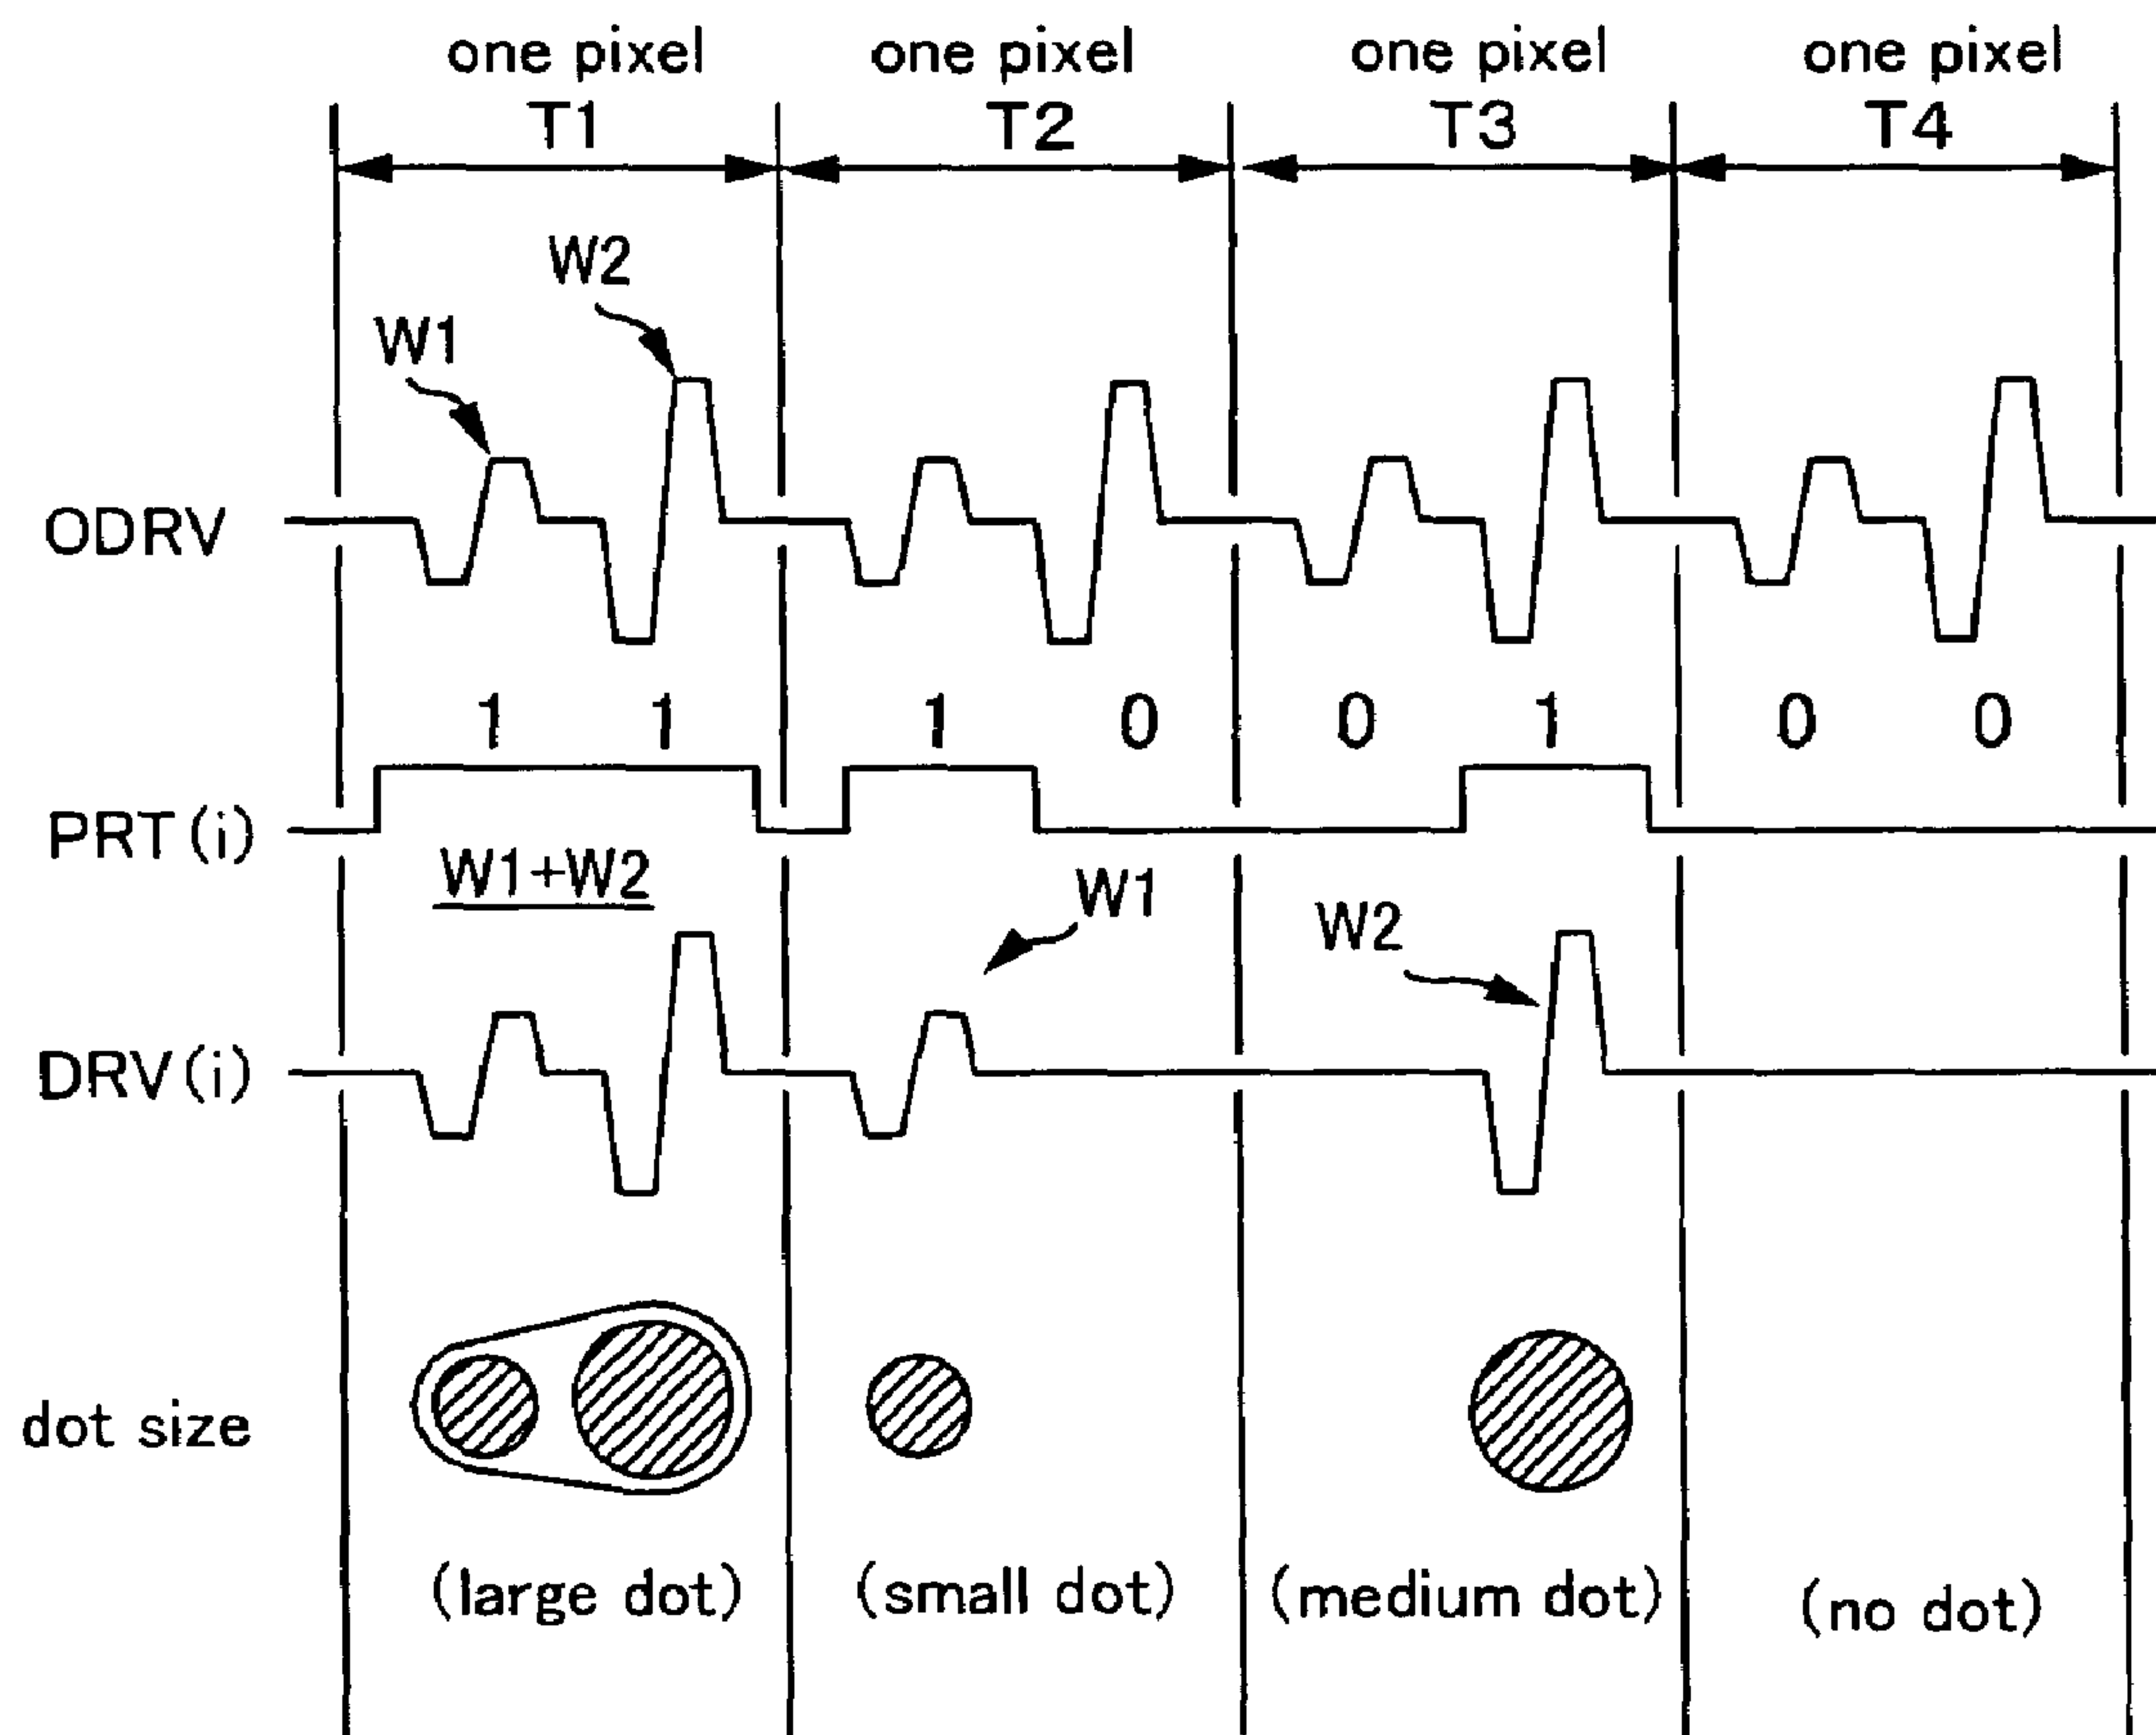 one pixel one pixel one pixel one pixel
T1 T2 T3 T4
W2
W1
ODRV
1 1 1 0 0 1 0 0
PRT(i)
W1+W2 W1
W2
DRV(i)
dot size
(large dot) (small dot) (medium dot) (no dot)